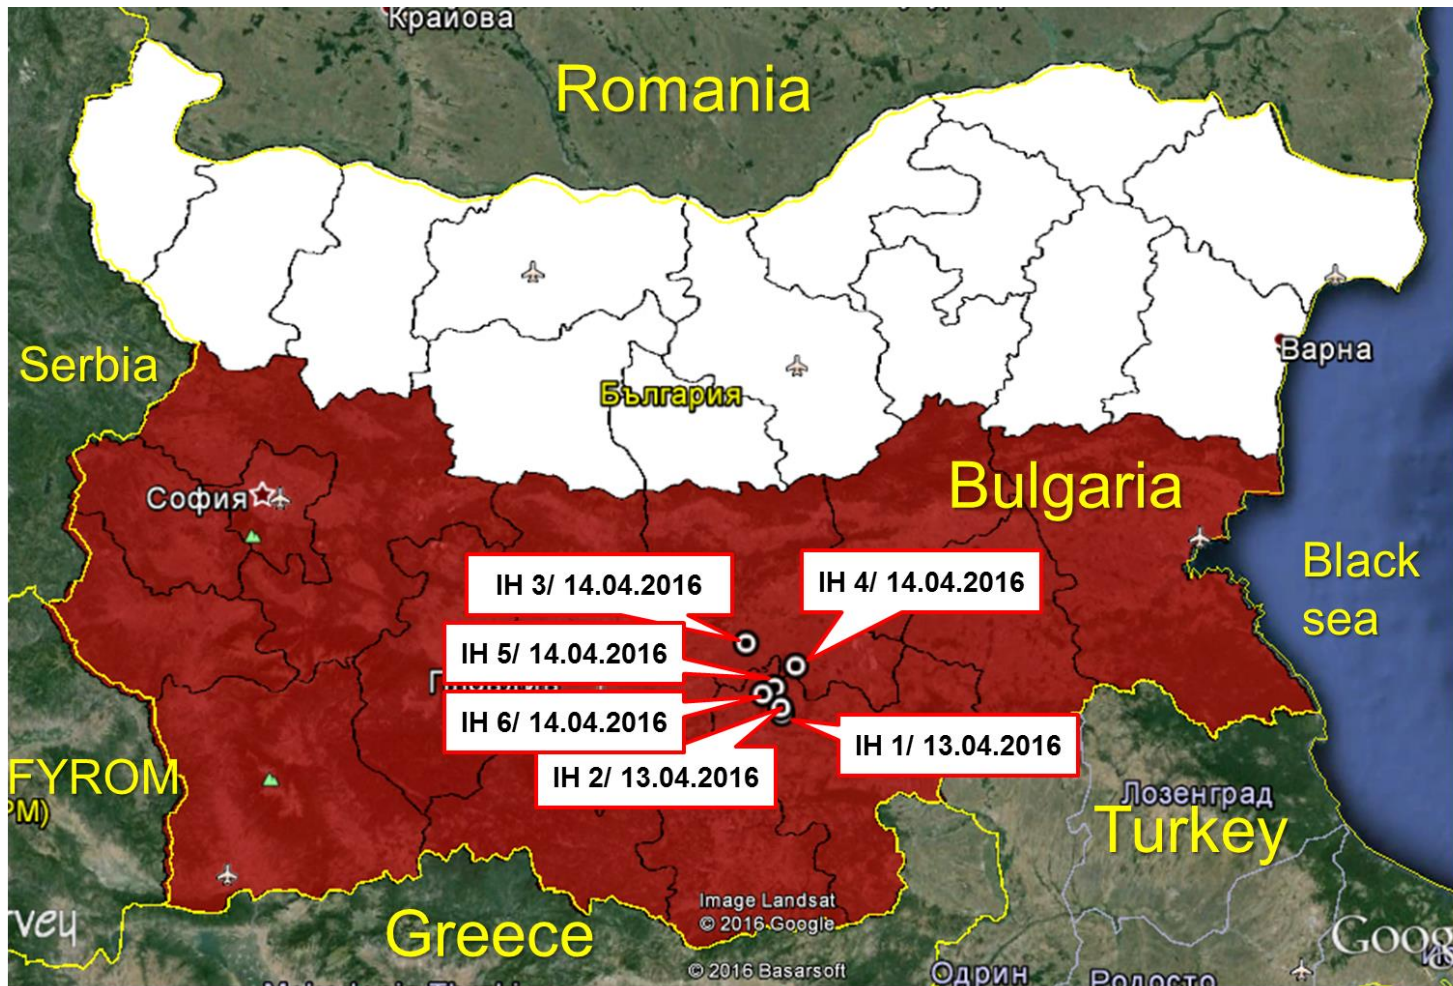 Крайова
Romania
Serbia
Варна
България
Bulgaria
София
Black
sea
IH 3/ 14.04.2016
IH 4/ 14.04.2016
IH 5/ 14.04.2016
IH 6/ 14.04.2016
IH 1/ 13.04.2016
IH 2/ 13.04.2016
FYROM
Лозенград
Turkey
Image Landsat
© 2016 Google
Greece
© 2016 Basarsoft
Одрин
Родосто